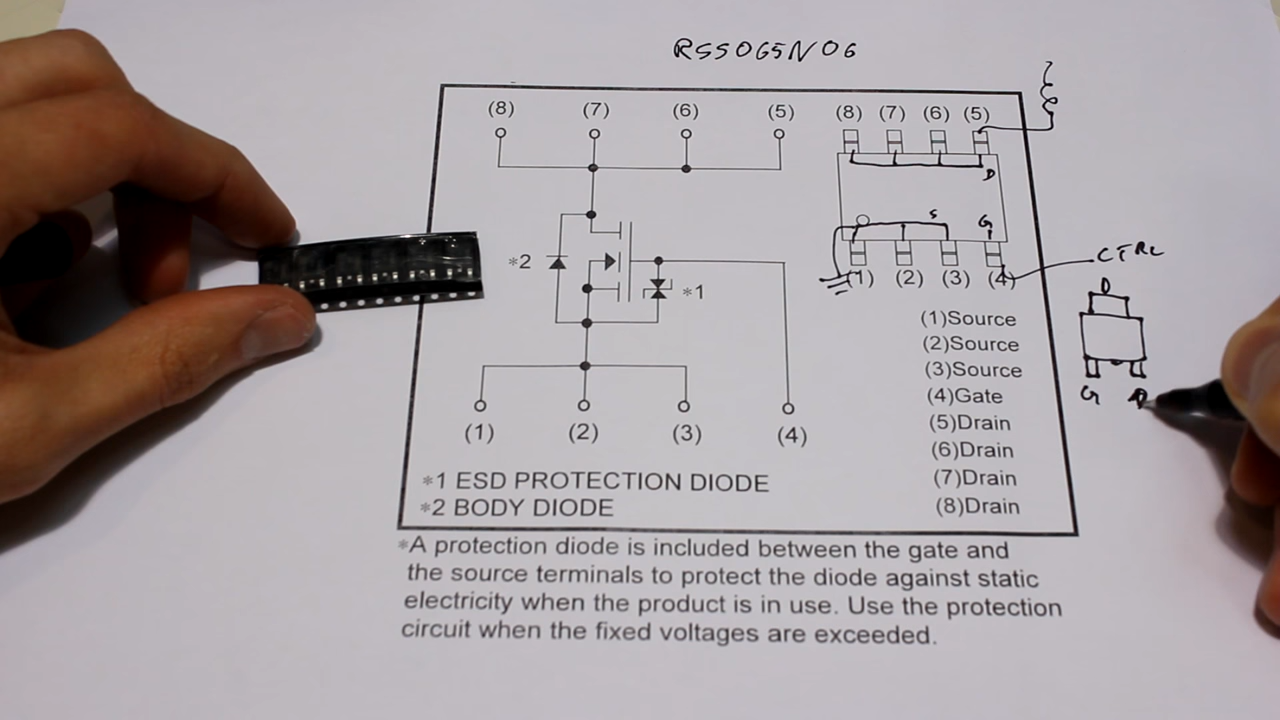 RSS065N06
(8) (7) (6) (5)
(8) (7) (6) (5)
D
S
G
*2
*1
CTRL
(1) (2) (3) (4)
D
(1)Source
(2)Source
(3)Source
(4)Gate
(5)Drain
(6)Drain
(7)Drain
(8)Drain
G
(1) (2) (3) (4)
*1 ESD PROTECTION DIODE
*2 BODY DIODE
*A protection diode is included between the gate and
the source terminals to protect the diode against static
electricity when the product is in use. Use the protection
circuit when the fixed voltages are exceeded.